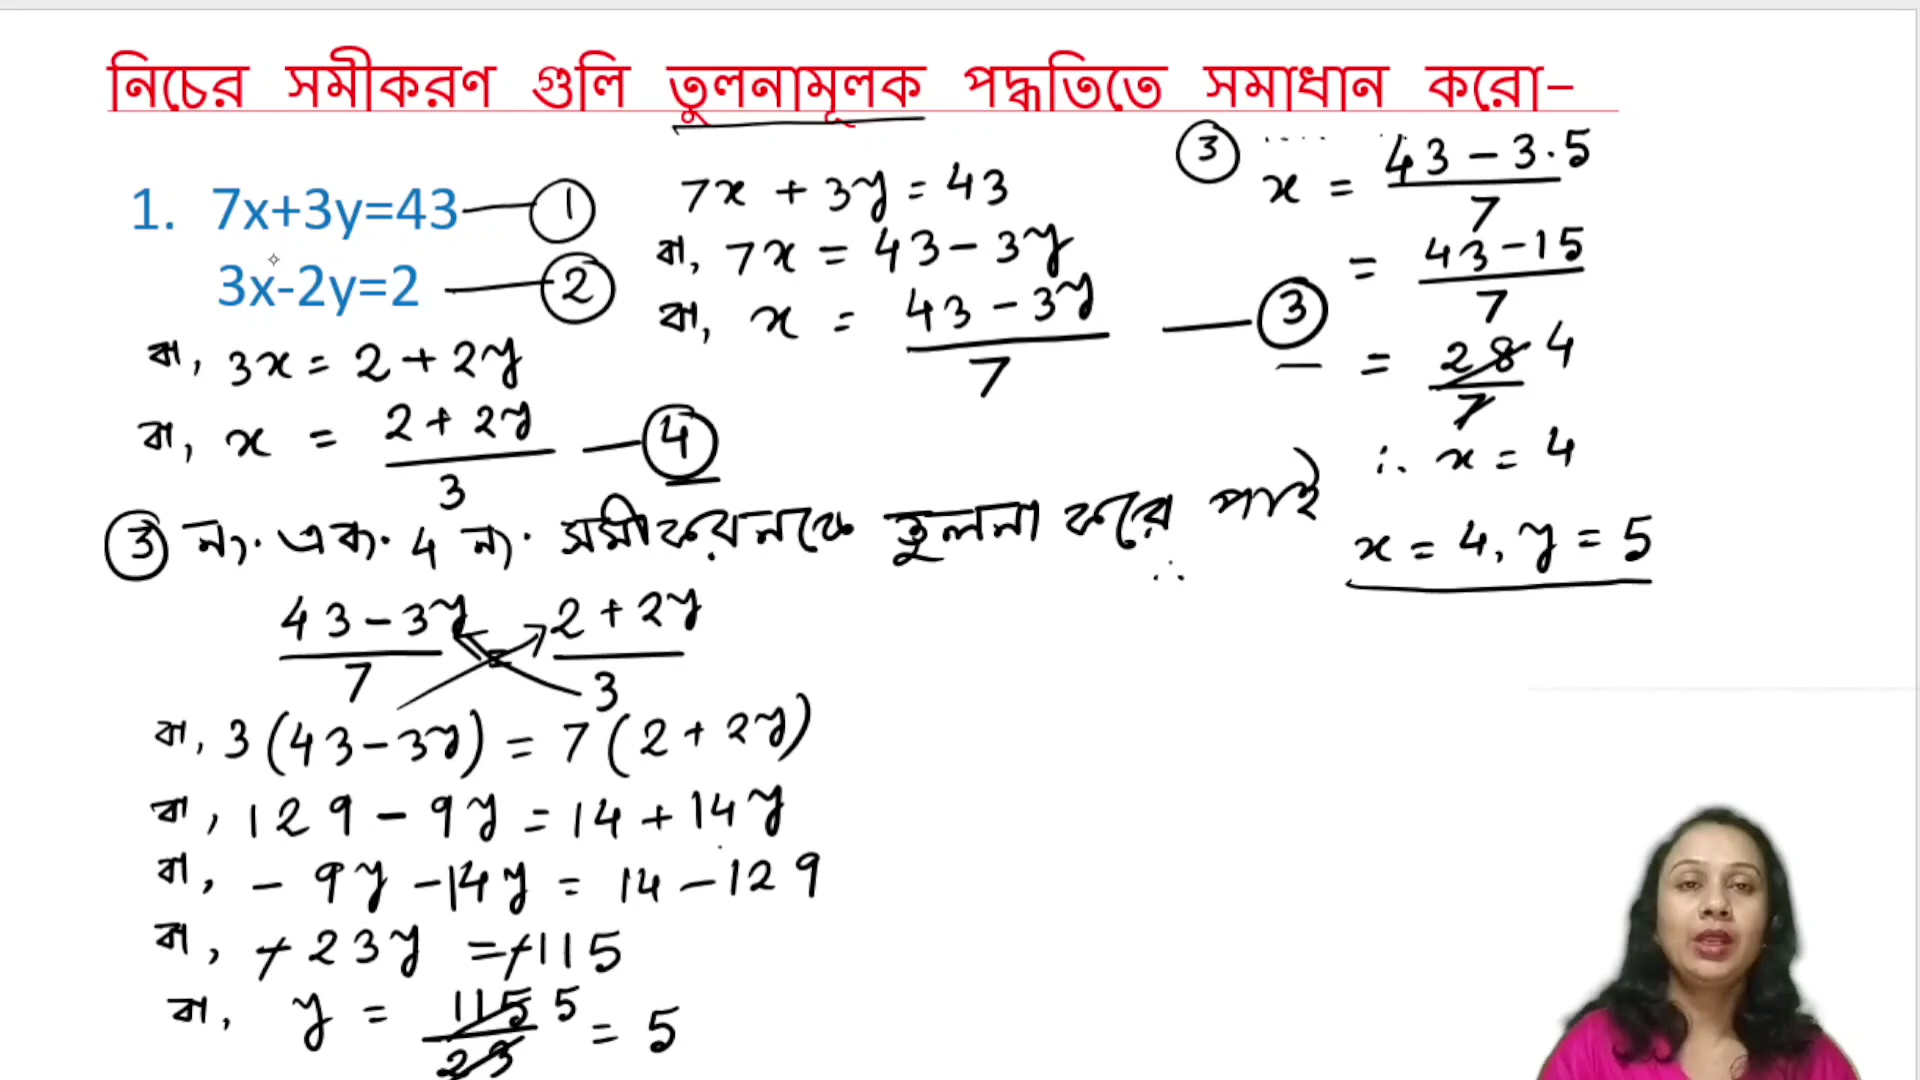 নিচের সমীকরণ গুলি তুলনামূলক পদ্ধতিতে সমাধান করো-
1. 7x+3y=43 — ①
3x-2y=2 — ②
বা, 3x = 2 + 2y
বা, x = (2 + 2y)/3 — ④
7x + 3y = 43
বা, 7x = 43 - 3y
বা, x = (43 - 3y)/7 — ③
③ নং এবং 4 নং সমীকরনকে তুলনা করে পাই
(43 - 3y)/7 = (2 + 2y)/3
বা, 3(43 - 3y) = 7(2 + 2y)
বা, 129 - 9y = 14 + 14y
বা, - 9y - 14y = 14 - 129
বা, -23y = -115
বা, y = 115/23 5 = 5
③ .... x = (43 - 3·5)/7
= (43 - 15)/7
= 28/7 4
∴ x = 4
∴ x = 4, y = 5